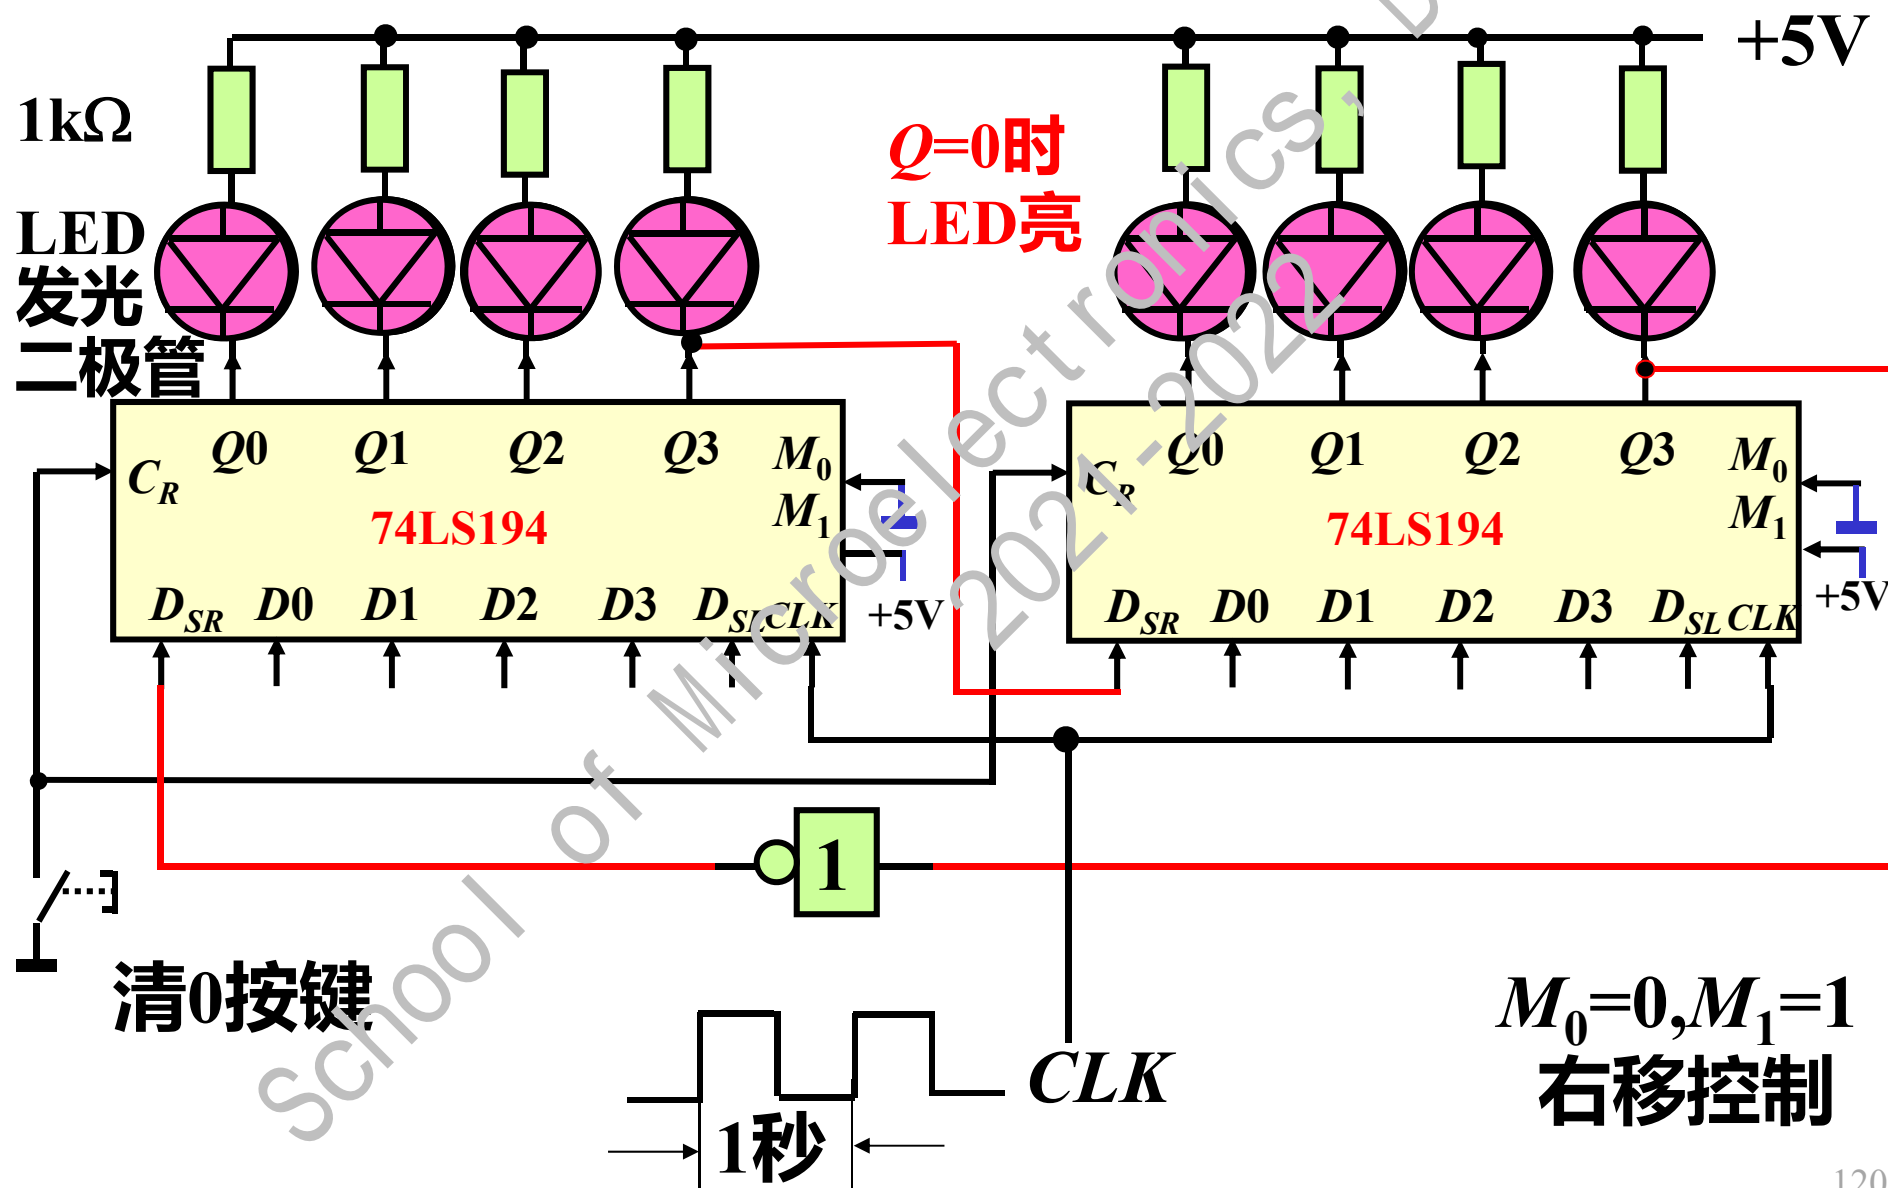 +5V
1kΩ
Q=0时
LED亮
LED
发光
二极管
Q0 Q1 Q2 Q3 M0
CR M1
74LS194
DSR D0 D1 D2 D3 DSL CLK
+5V
Q0 Q1 Q2 Q3 M0
CR M1
74LS194
DSR D0 D1 D2 D3 DSL CLK
+5V
1
清0按键
CLK
1秒
M0=0,M1=1
右移控制
School of Microelectronics,
2021-2022
120